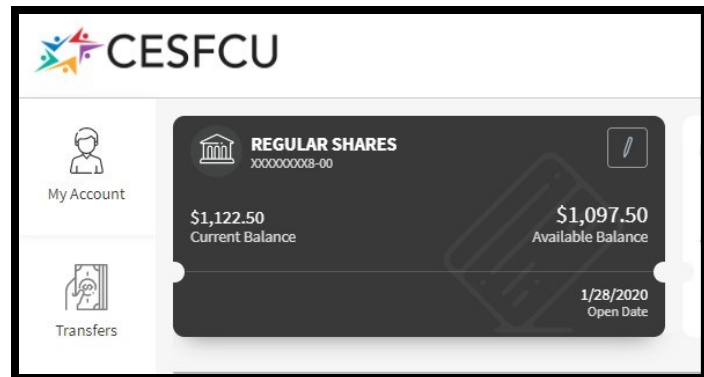 CESFCU
My Account
Transfers
REGULAR SHARES
XXXXXXXX8-00
$1,122.50
Current Balance
$1,097.50
Available Balance
1/28/2020
Open Date